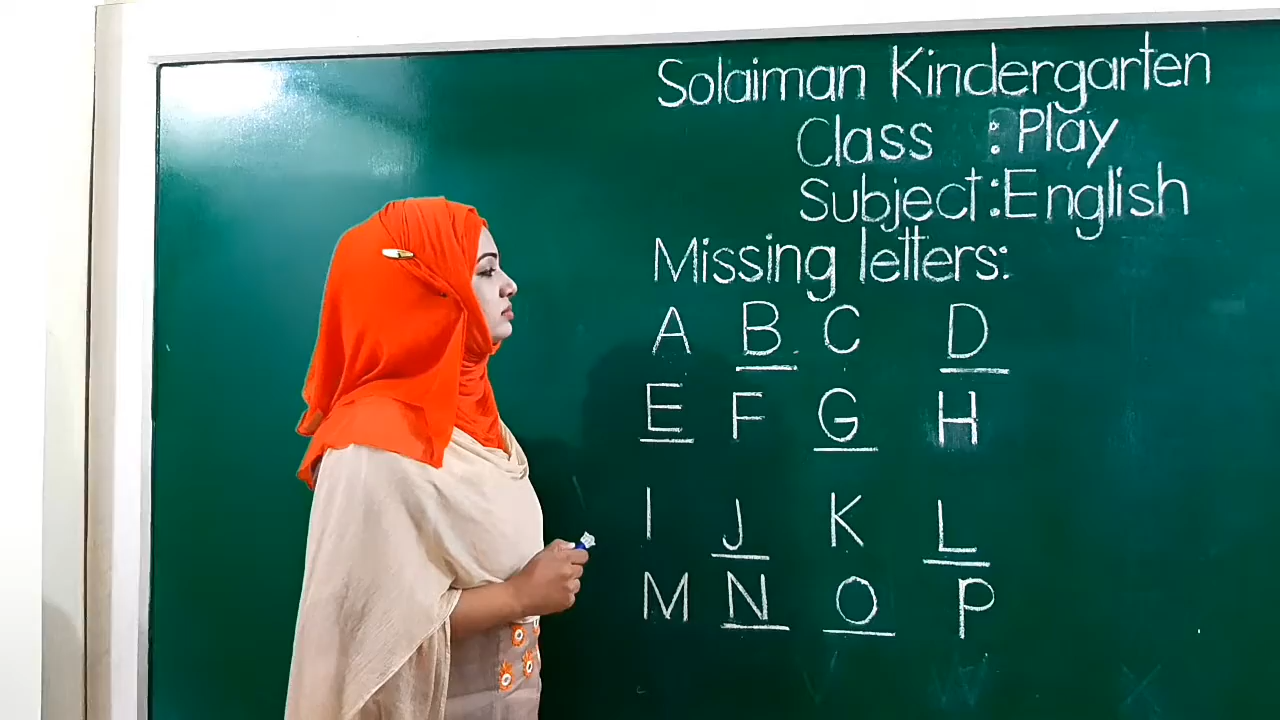 Solaiman Kindergarten
Class : Play
Subject : English
Missing letters:
A B C D
E F G H
I J K L
M N O P